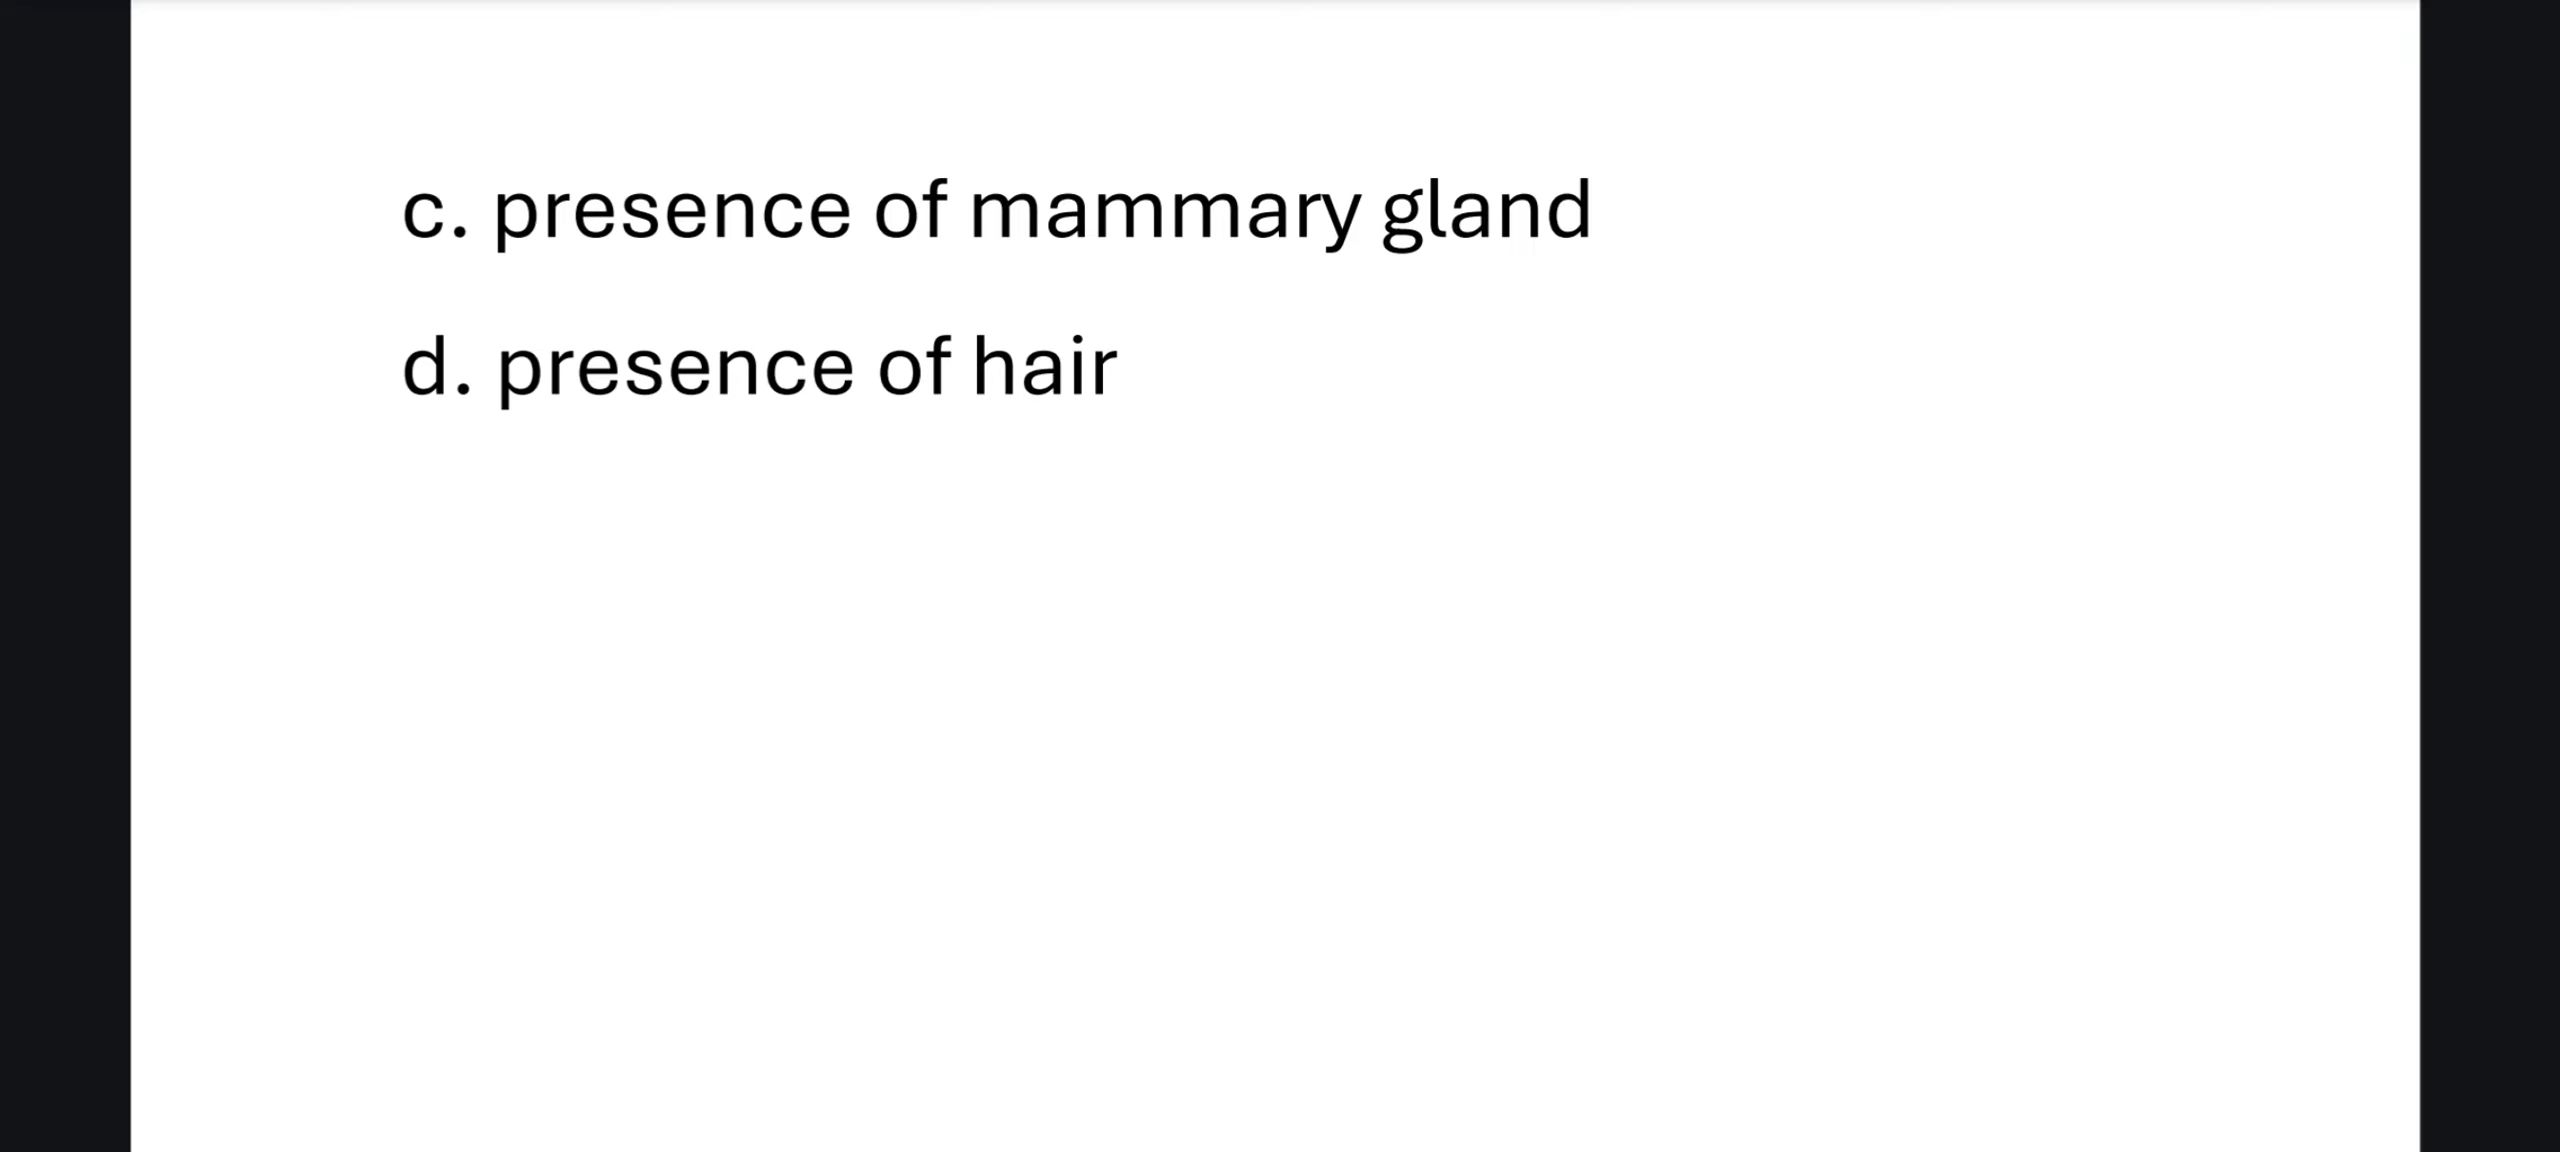 c. presence of mammary gland
d. presence of hair